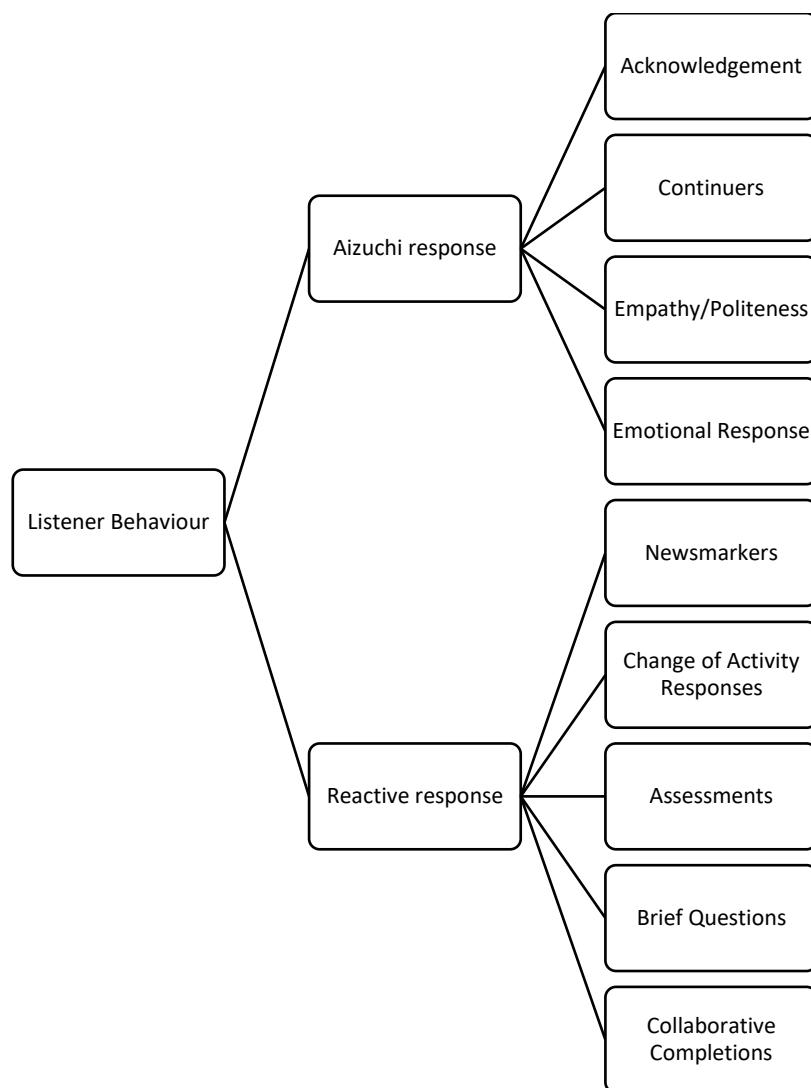 Listener Behaviour
Aizuchi response
Acknowledgement
Continuers
Empathy/Politeness
Emotional Response
Reactive response
Newsmarkers
Change of Activity
Responses
Assessments
Brief Questions
Collaborative
Completions